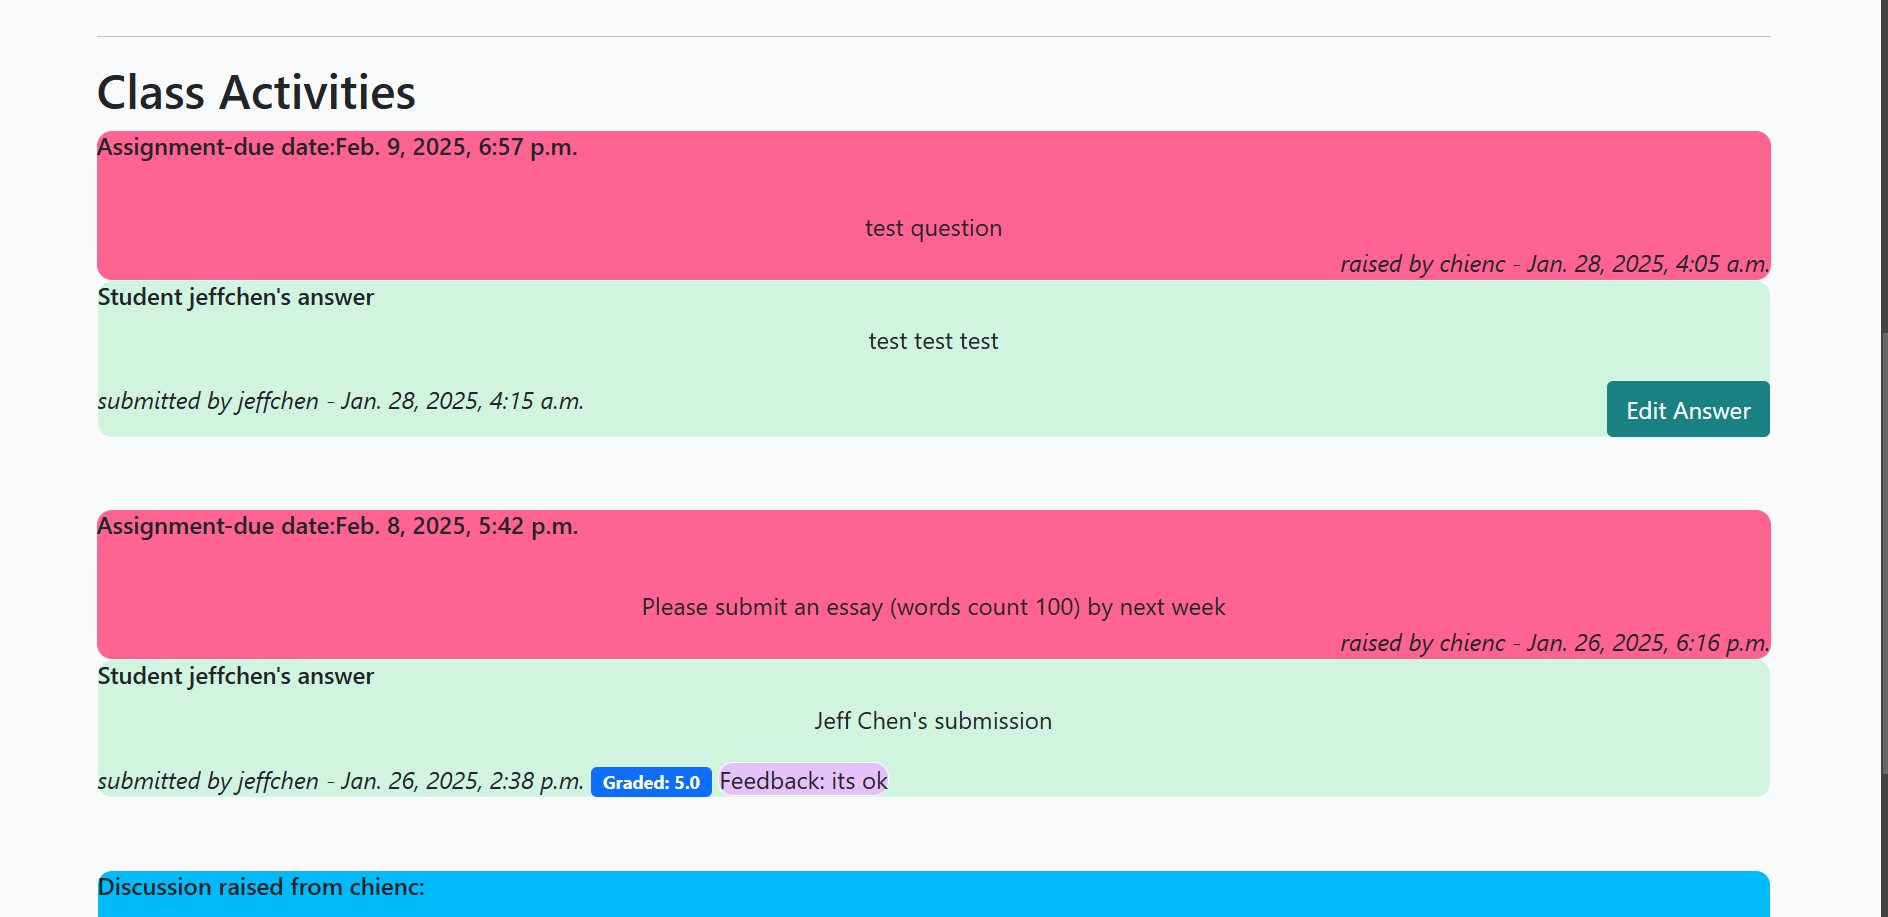 Class Activities
Assignment-due date:Feb. 9, 2025, 6:57 p.m.
test question
raised by chienc - Jan. 28, 2025, 4:05 a.m.
Student jeffchen's answer
test test test
submitted by jeffchen - Jan. 28, 2025, 4:15 a.m.
Edit Answer
Assignment-due date:Feb. 8, 2025, 5:42 p.m.
Please submit an essay (words count 100) by next week
raised by chienc - Jan. 26, 2025, 6:16 p.m.
Student jeffchen's answer
Jeff Chen's submission
submitted by jeffchen - Jan. 26, 2025, 2:38 p.m. Graded: 5.0 Feedback: its ok
Discussion raised from chienc: